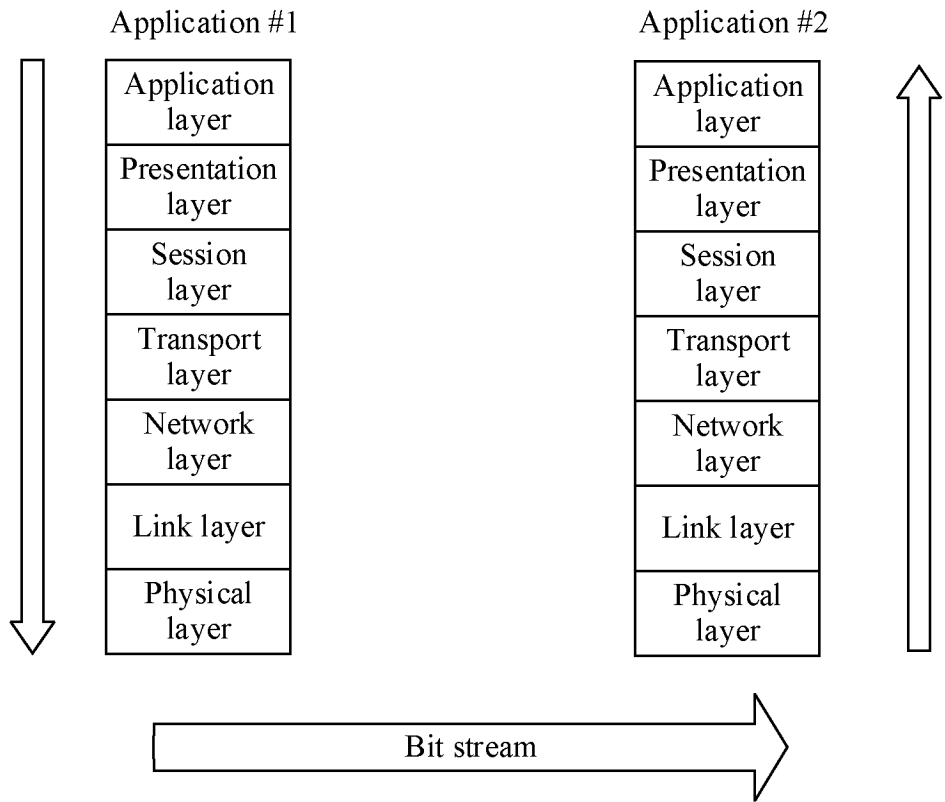 Application #1
Application
layer
Presentation
layer
Session
layer
Transport
layer
Network
layer
Link layer
Physical
layer
Application #2
Application
layer
Presentation
layer
Session
layer
Transport
layer
Network
layer
Link layer
Physical
layer
Bit stream